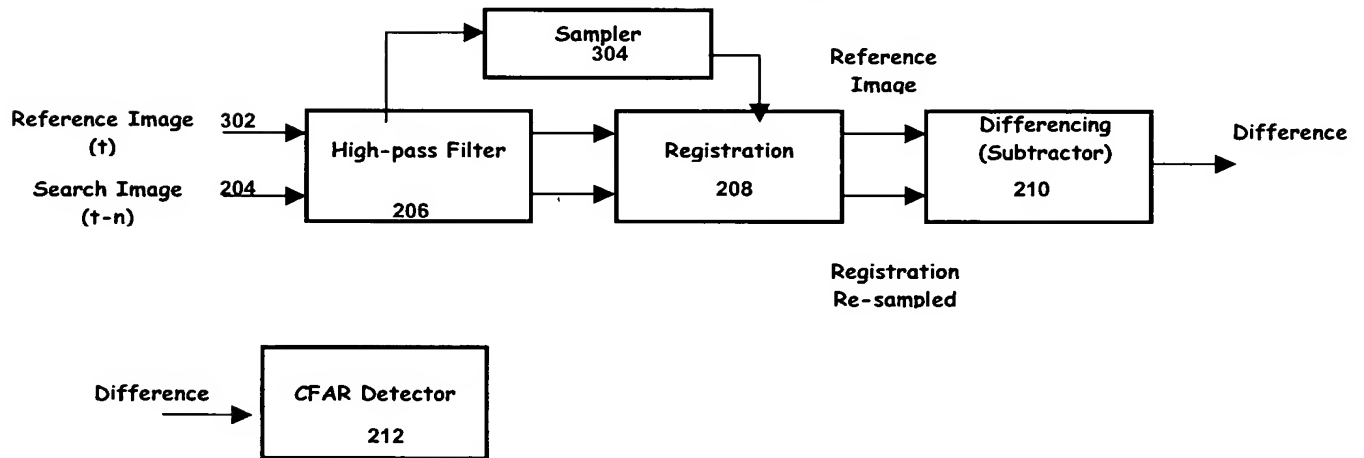 Sampler
304
Reference
Image
Reference Image
(t)
302
Search Image
(t-n)
204
High-pass Filter
206
Registration
208
Differencing
(Subtractor)
210
Difference
Registration
Re-sampled
Difference
CFAR Detector
212